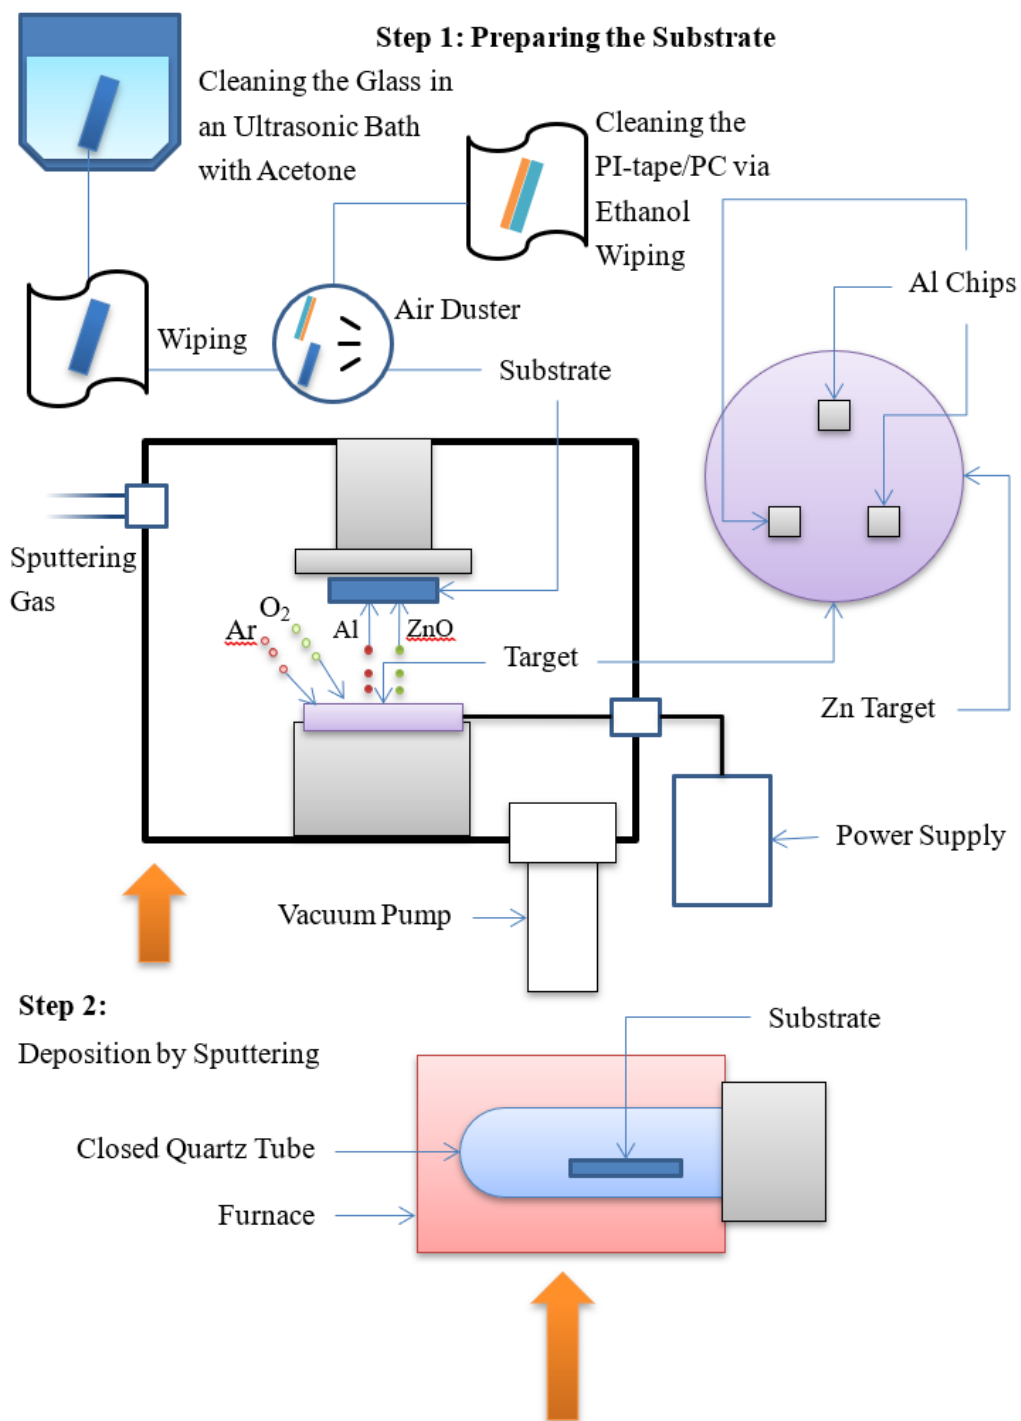 Step 1: Preparing the Substrate
Cleaning the Glass in
an Ultrasonic Bath
with Acetone
Cleaning the
PI-tape/PC via
Ethanol
Wiping
Al Chips
Air Duster
Wiping
Substrate
Sputtering
Gas
O₂
Ar
Al
ZnO
Target
Zn Target
Power Supply
Vacuum Pump
Step 2:
Deposition by Sputtering
Substrate
Closed Quartz Tube
Furnace